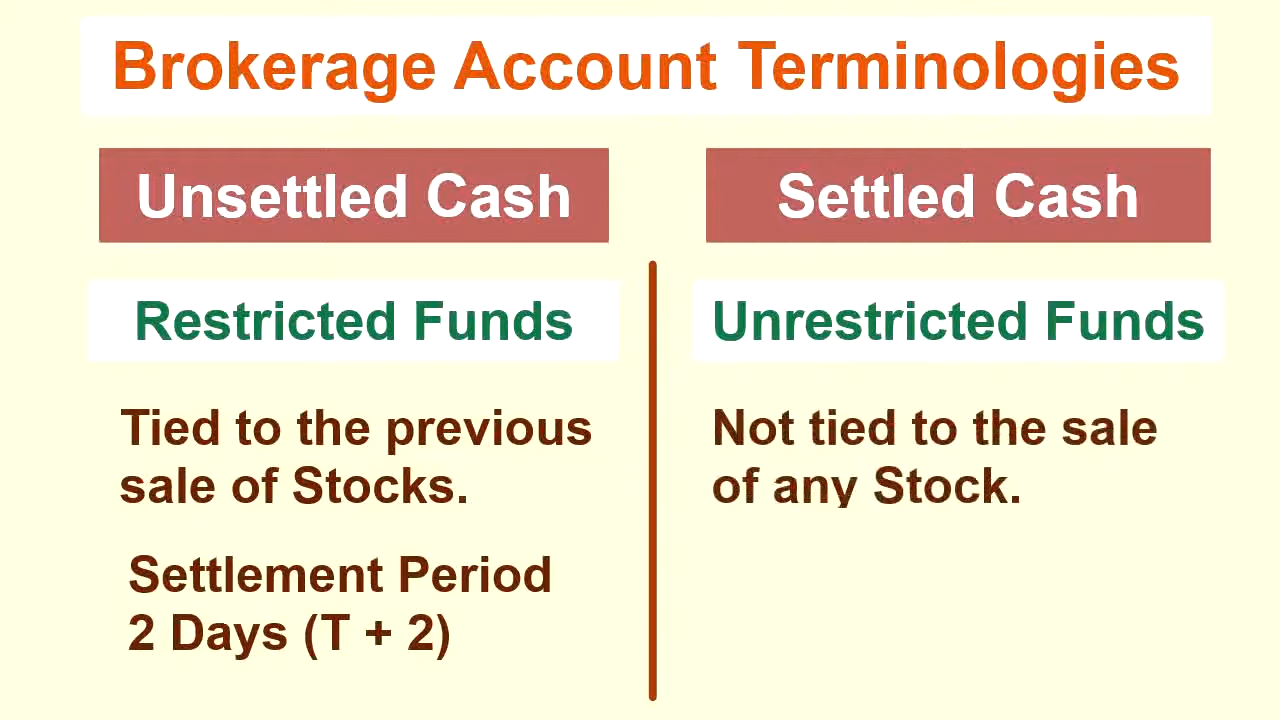 Brokerage Account Terminologies
Unsettled Cash
Restricted Funds
Tied to the previous
sale of Stocks.
Settlement Period
2 Days (T + 2)
Settled Cash
Unrestricted Funds
Not tied to the sale
of any Stock.